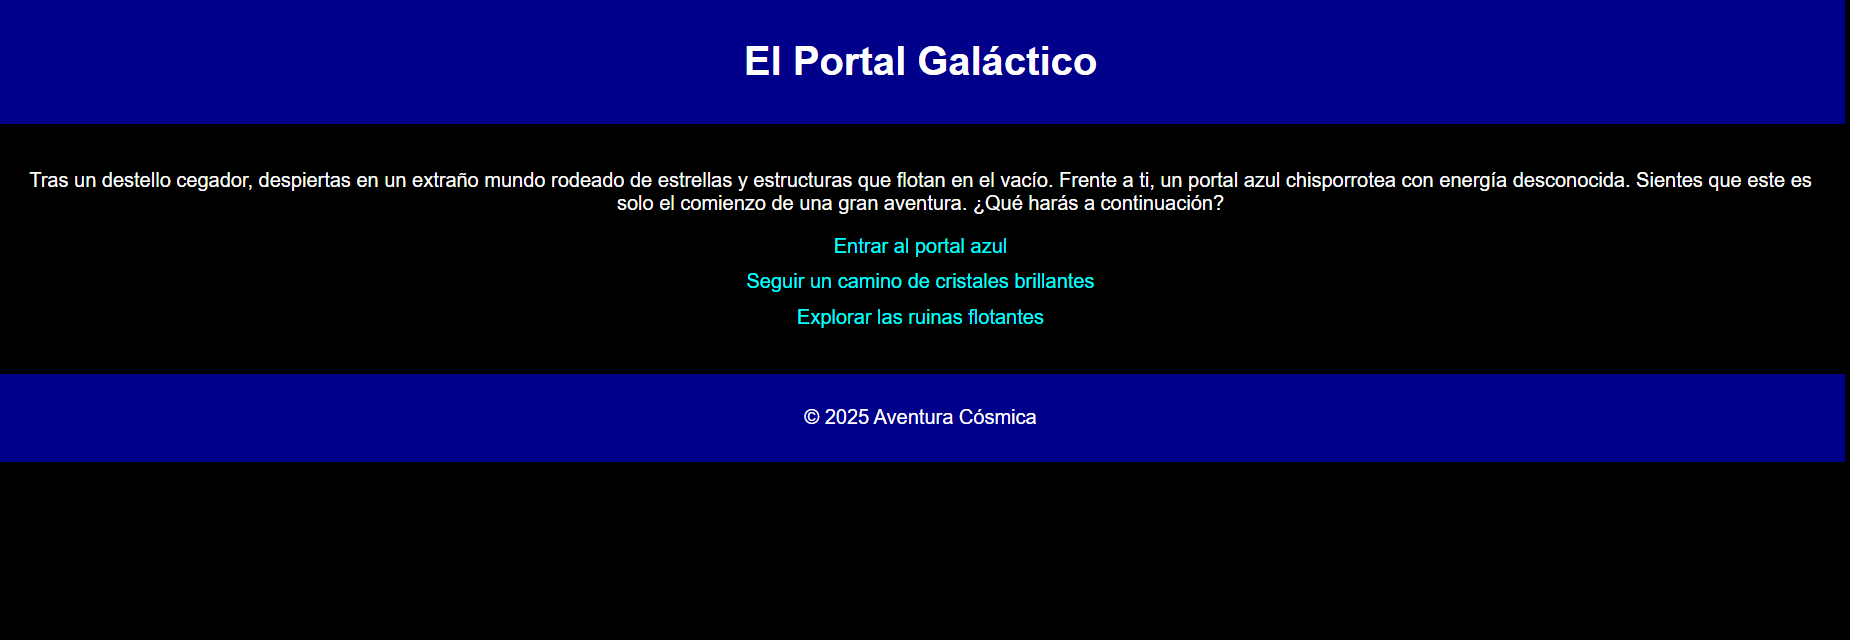 El Portal Galáctico
Tras un destello cegador, despiertas en un extraño mundo rodeado de estrellas y estructuras que flotan en el vacío. Frente a ti, un portal azul chisporrotea con energía desconocida. Sientes que este es
solo el comienzo de una gran aventura. ¿Qué harás a continuación?
Entrar al portal azul
Seguir un camino de cristales brillantes
Explorar las ruinas flotantes
© 2025 Aventura Cósmica